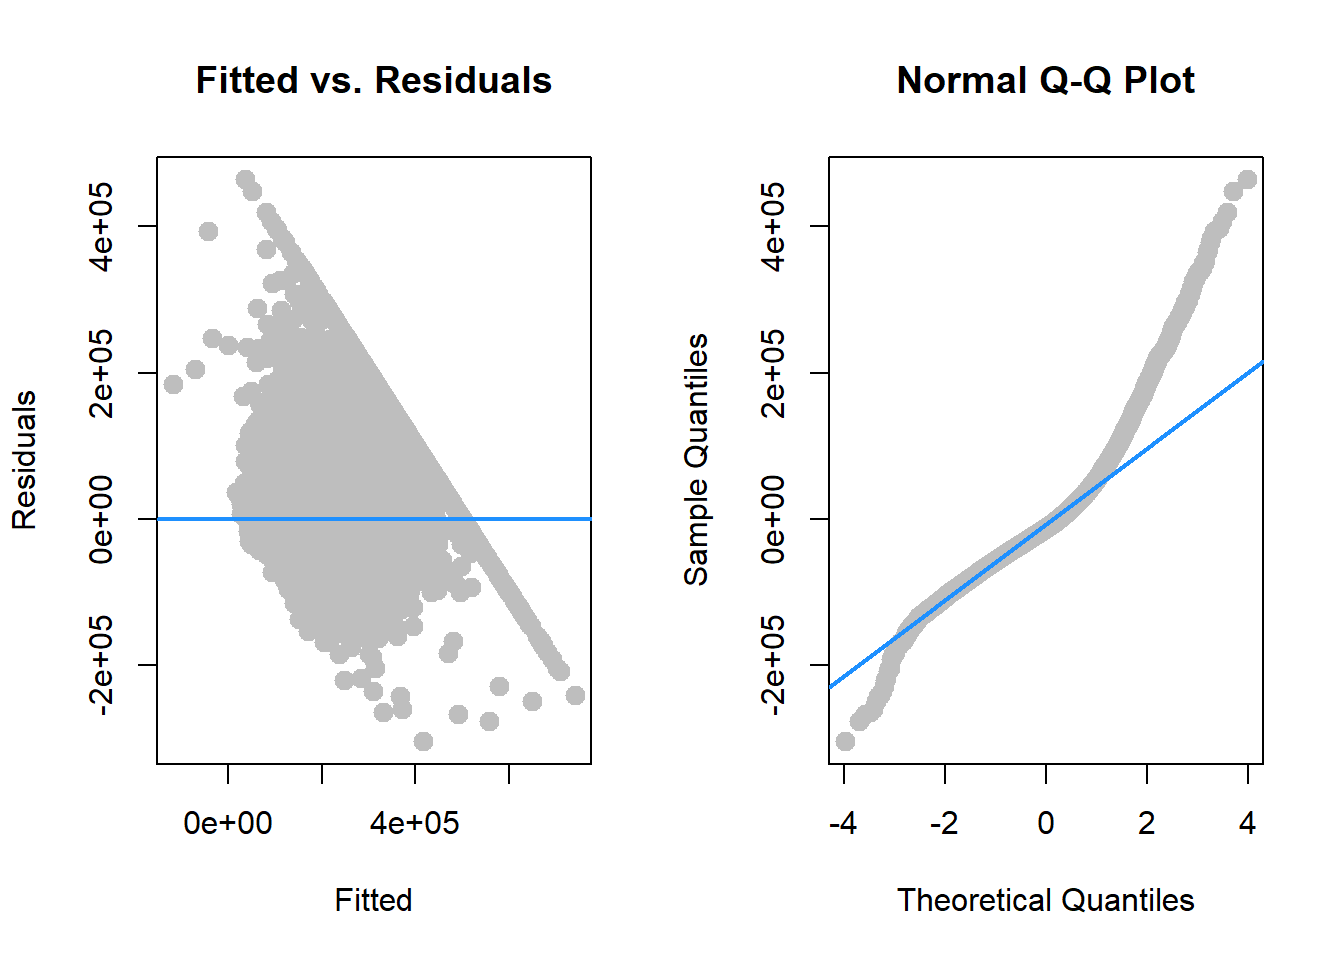 Fitted vs. Residuals
Residuals
4e+05
2e+05
0e+00
-2e+05
0e+00 4e+05
Fitted
Normal Q-Q Plot
Sample Quantiles
4e+05
2e+05
0e+00
-2e+05
-4 -2 0 2 4
Theoretical Quantiles